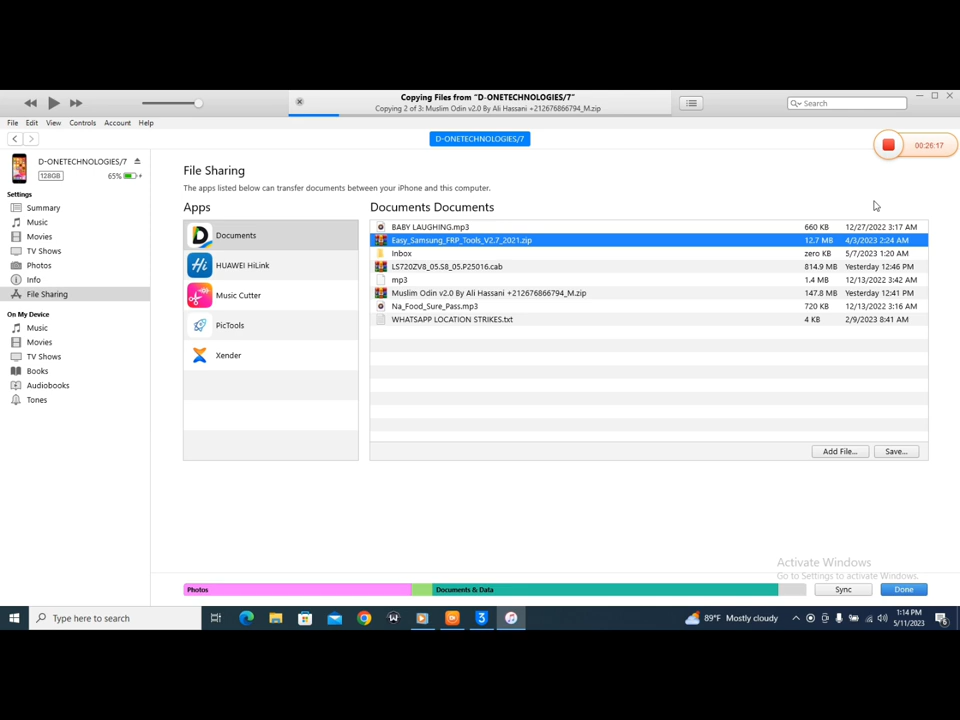 Copying Files from "D-ONETECHNOLOGIES/7"
Copying 2 of 3: Muslim Odin v2.0 By Ali Hassani +212676866794_M.zip
Search
File Edit View Controls Account Help
D-ONETECHNOLOGIES/7
00:26:17
D-ONETECHNOLOGIES/7
128GB 65%
Settings
Summary
Music
Movies
TV Shows
Photos
Info
File Sharing
On My Device
Music
Movies
TV Shows
Books
Audiobooks
Tones
File Sharing
The apps listed below can transfer documents between your iPhone and this computer.
Apps
Documents
HUAWEI HiLink
Music Cutter
PicTools
Xender
Documents Documents
BABY LAUGHING.mp3 660 KB 12/27/2022 3:17 AM
Easy_Samsung_FRP_Tools_V2.7_2021.zip 12.7 MB 4/3/2023 2:24 AM
Inbox zero KB 5/7/2023 1:20 AM
LS720ZV8_05.S8_05.P25016.cab 814.9 MB Yesterday 12:46 PM
mp3 1.4 MB 12/13/2022 3:42 AM
Muslim Odin v2.0 By Ali Hassani +212676866794_M.zip 147.8 MB Yesterday 12:41 PM
Na_Food_Sure_Pass.mp3 720 KB 12/13/2022 3:16 AM
WHATSAPP LOCATION STRIKES.txt 4 KB 2/9/2023 8:41 AM
Add File... Save...
Activate Windows
Go to Settings to activate Windows.
Photos Documents & Data Sync Done
Type here to search
89°F Mostly cloudy
1:14 PM
5/11/2023
6